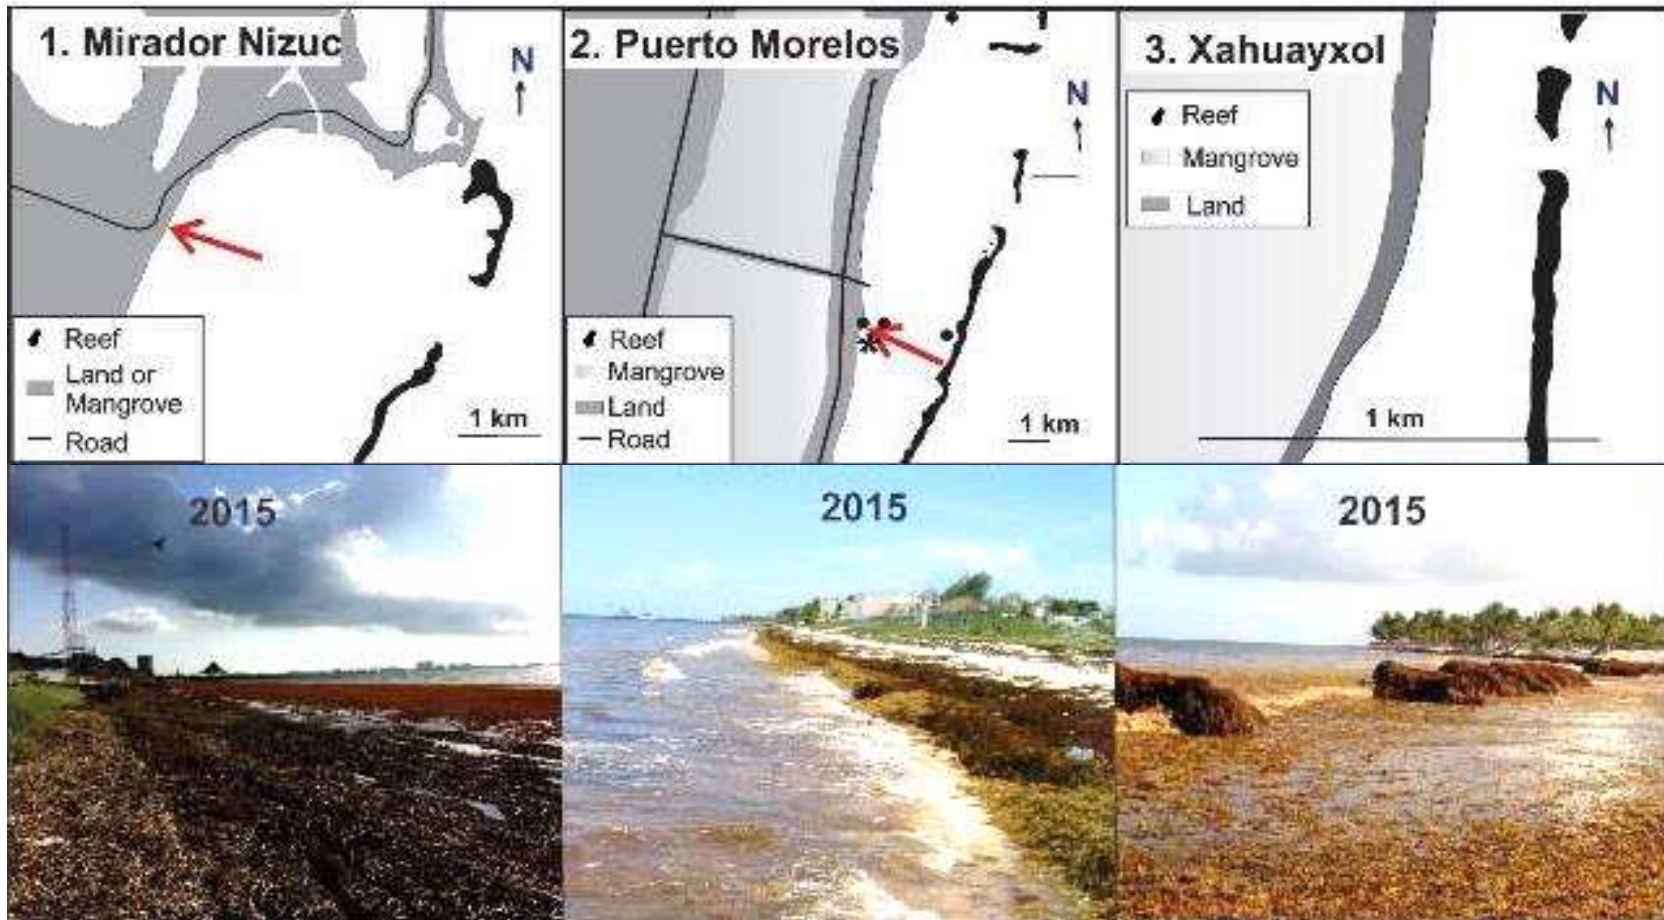 1. Mirador Nizuc
N
Reef
Land or
Mangrove
Road
1 km
2. Puerto Morelos
N
Reef
Mangrove
Land
Road
1 km
3. Xahuayxol
N
Reef
Mangrove
Land
1 km
2015
2015
2015